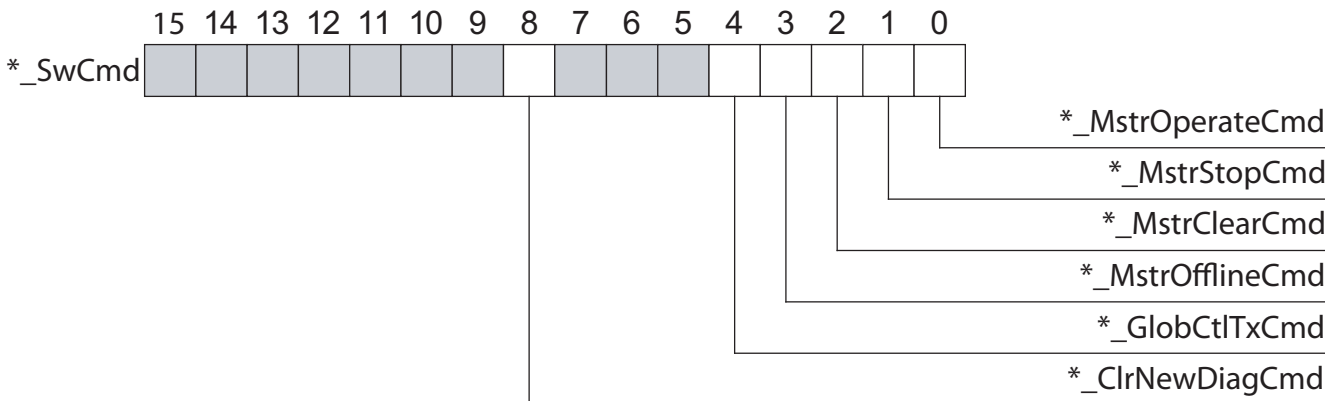 15 14 13 12 11 10 9 8 7 6 5 4 3 2 1 0
*_SwCmd
*_MstrOperateCmd
*_MstrStopCmd
*_MstrClearCmd
*_MstrOfflineCmd
*_GlobCtlTxCmd
*_ClrNewDiagCmd